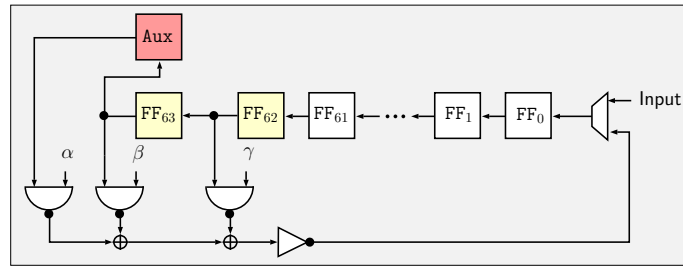 Aux
FF₆₃
FF₆₂
FF₆₁
...
FF₁
FF₀
Input
α
β
γ